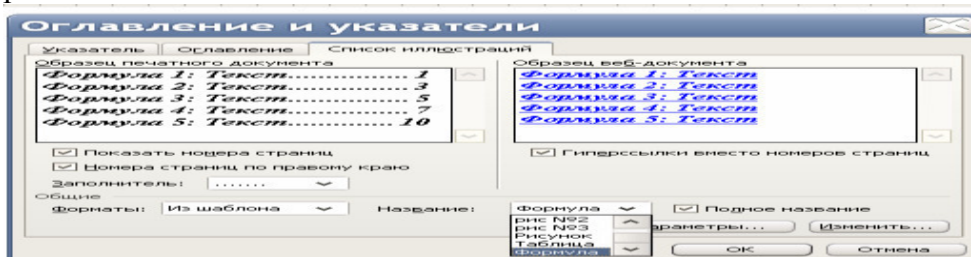 Оглавление и указатели
Указатель Оглавление Список иллюстраций
Образец печатного документа
Формула 1: Текст............... 1
Формула 2: Текст............... 3
Формула 3: Текст............... 5
Формула 4: Текст............... 7
Формула 5: Текст............. 10
Образец веб-документа
Формула 1: Текст
Формула 2: Текст
Формула 3: Текст
Формула 4: Текст
Формула 5: Текст
Показать номера страниц
Номера страниц по правому краю
Гиперссылки вместо номеров страниц
Заполнитель: .......
Общие
Форматы: Из шаблона Название: Формула Полное название
рис №2
рис №3
Рисунок
Таблица
Формула
араметры... Изменить...
ОК Отмена